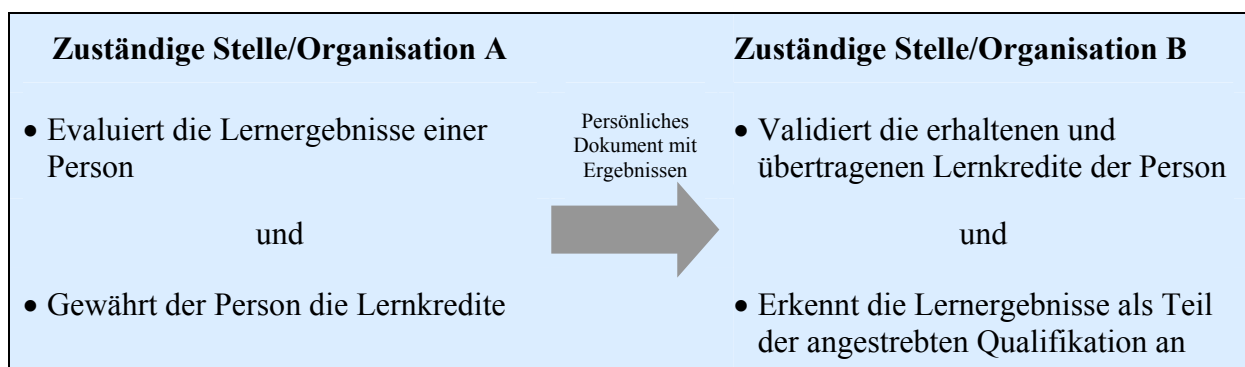 Zuständige Stelle/Organisation A
• Evaluiert die Lernergebnisse einer
Person
und
• Gewährt der Person die Lernkredite
Persönliches
Dokument mit
Ergebnissen
Zuständige Stelle/Organisation B
• Validiert die erhaltenen und
übertragenen Lernkredite der Person
und
• Erkennt die Lernergebnisse als Teil
der angestrebten Qualifikation an